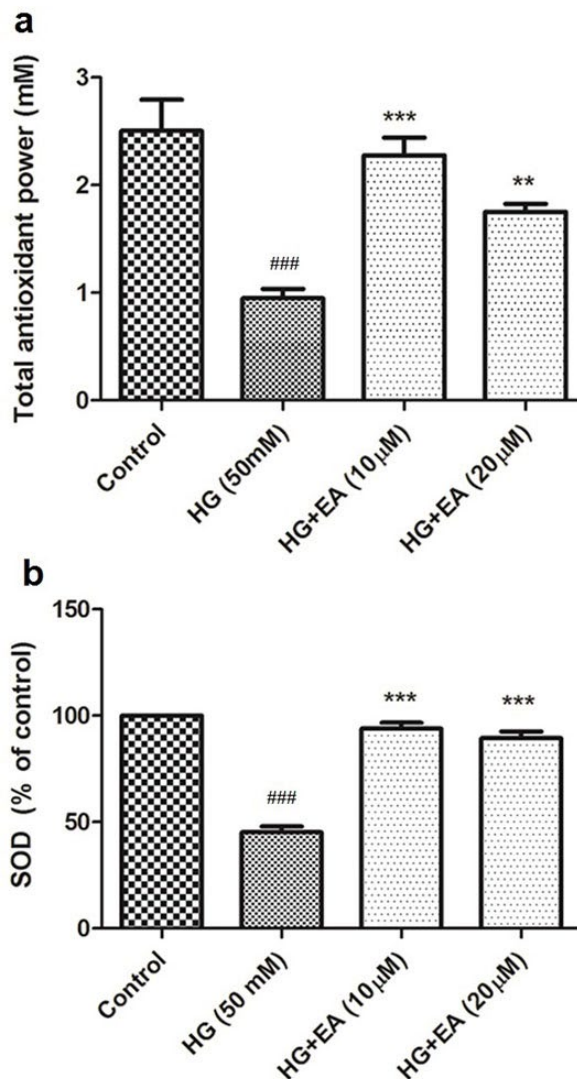 a
Total antioxidant power (mM)
3
2
1
0
***
**
###
Control
HG (50mM)
HG+EA (10μM)
HG+EA (20μM)
b
SOD (% of control)
150
100
50
0
***
***
###
Control
HG (50 mM)
HG+EA (10μM)
HG+EA (20μM)